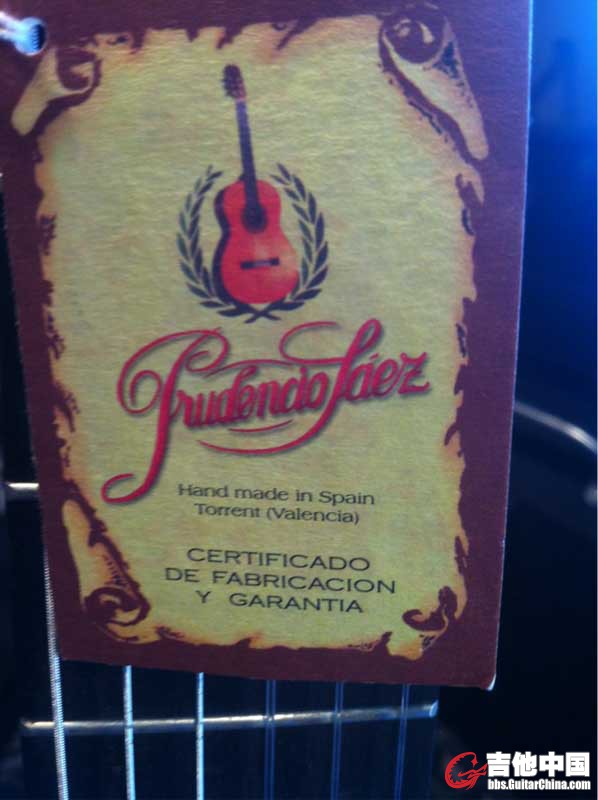 Prudencio Sáez
Hand made in Spain
Torrent (Valencia)
CERTIFICADO
DE FABRICACION
Y GARANTIA
吉他中国
bbs.GuitarChina.com